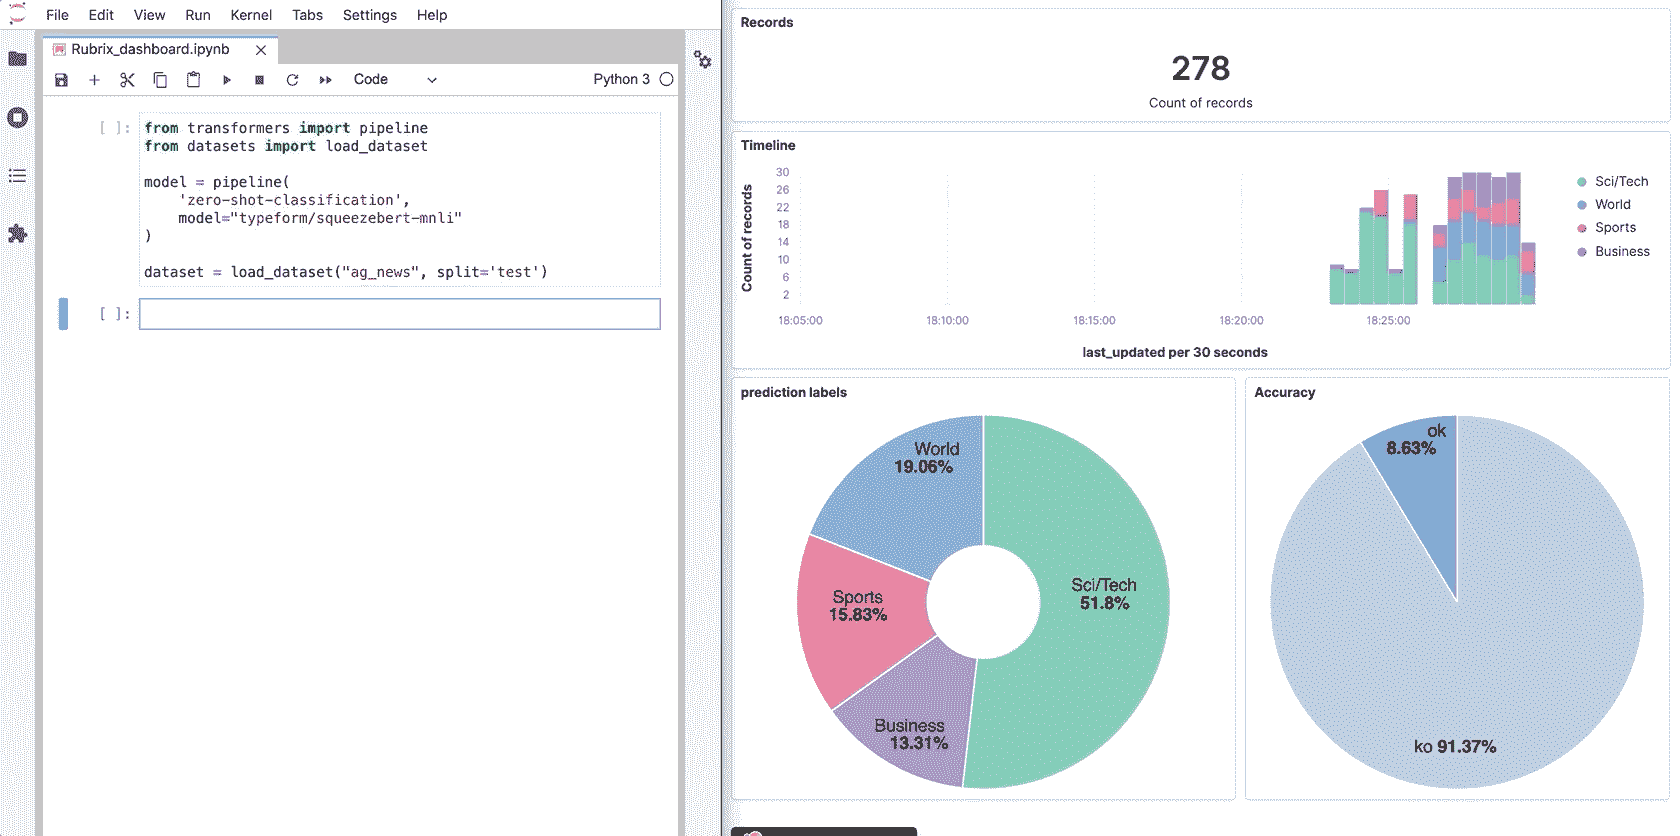 File Edit View Run Kernel Tabs Settings Help
Rubrix_dashboard.ipynb
Code
Python 3
[ ]:
from transformers import pipeline
from datasets import load_dataset
model = pipeline(
'zero-shot-classification',
model="typeform/squeezebert-mnli"
)
dataset = load_dataset("ag_news", split='test')
[ ]:
Records
278
Count of records
Timeline
Count of records
30
26
22
18
14
10
6
2
18:05:00 18:10:00 18:15:00 18:20:00 18:25:00
last_updated per 30 seconds
Sci/Tech
World
Sports
Business
prediction labels
World
19.06%
Sci/Tech
51.8%
Sports
15.83%
Business
13.31%
Accuracy
ok
8.63%
ko 91.37%